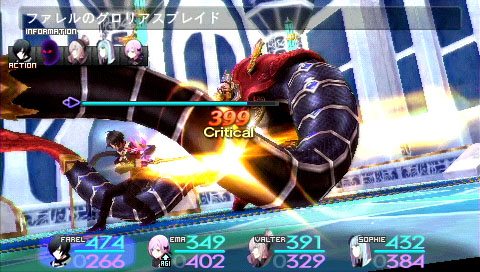 ファレルのグロリアスブレイド
INFORMATION
ACTION
399
Critical
FAREL 474 EMA 349 VALTER 391 SOPHIE 432
0266 AGI 0402 0329 0384